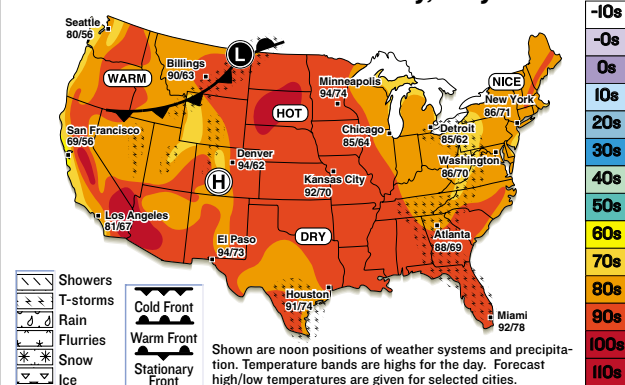 Seattle
80/56
L
Billings
90/63
WARM
Minneapolis
94/74
NICE
New York
86/71
HOT
San Francisco
69/56
Chicago
85/64
Detroit
85/62
Denver
94/62
Washington
86/70
H
Kansas City
92/70
Los Angeles
81/67
El Paso
94/73
DRY
Atlanta
88/69
Houston
91/74
Miami
92/78
Showers
T-storms
Rain
Flurries
Snow
Ice
Cold Front
Warm Front
Stationary
Front
Shown are noon positions of weather systems and precipita-
tion. Temperature bands are highs for the day. Forecast
high/low temperatures are given for selected cities.
-10s
-0s
0s
10s
20s
30s
40s
50s
60s
70s
80s
90s
100s
110s